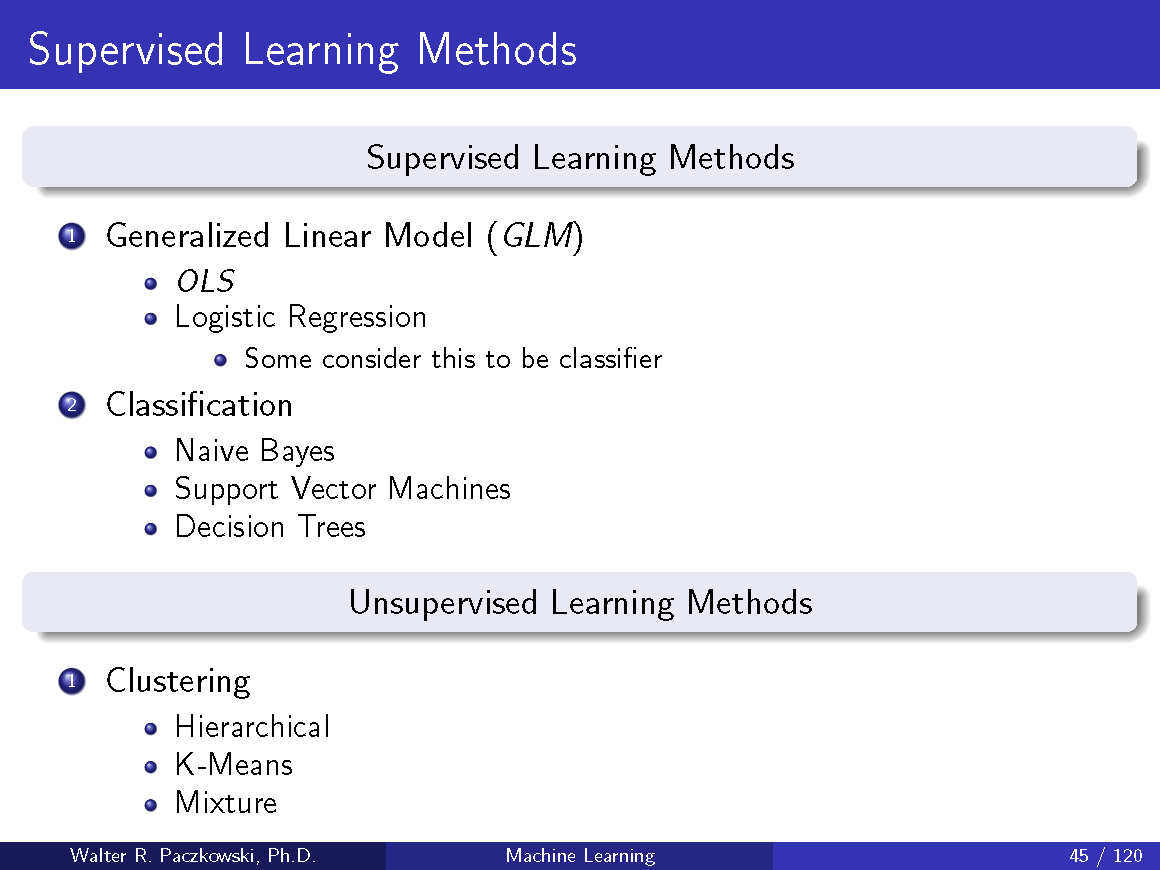 Supervised Learning Methods
Supervised Learning Methods
1 Generalized Linear Model (GLM)
OLS
Logistic Regression
Some consider this to be classifier
2 Classification
Naive Bayes
Support Vector Machines
Decision Trees
Unsupervised Learning Methods
1 Clustering
Hierarchical
K-Means
Mixture
Walter R. Paczkowski, Ph.D. Machine Learning 45 / 120